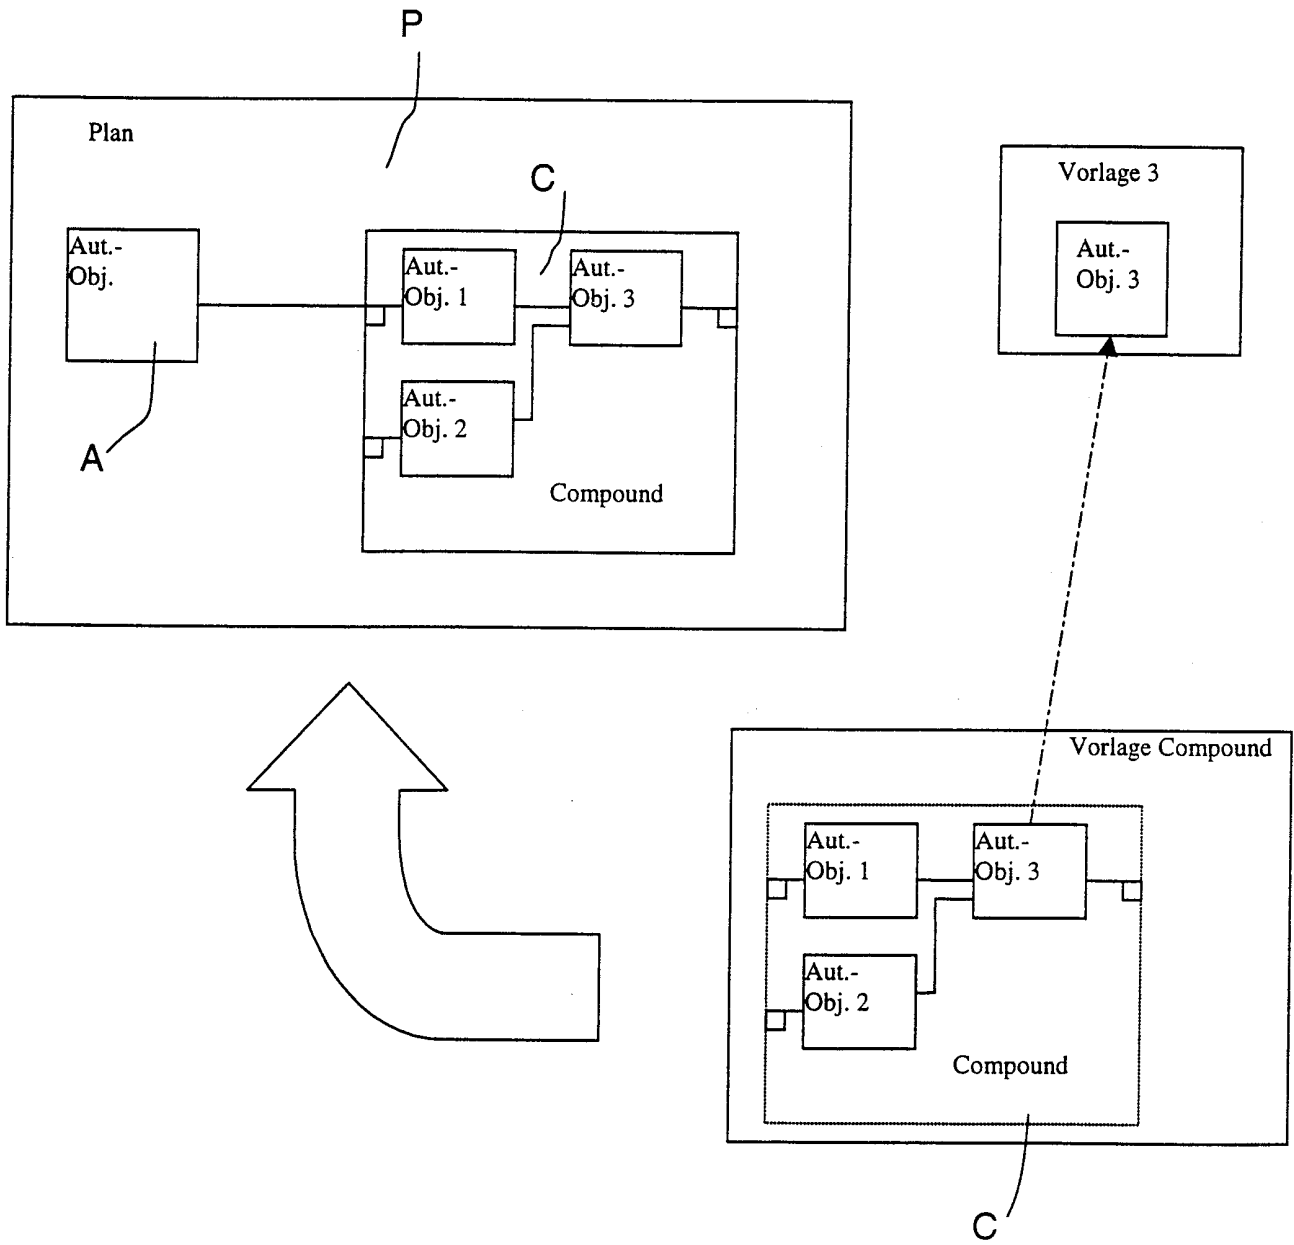 P
Plan
C
Aut.-
Obj.
Aut.-
Obj. 1
Aut.-
Obj. 3
Aut.-
Obj. 2
Compound
A
Vorlage 3
Aut.-
Obj. 3
Vorlage Compound
Aut.-
Obj. 1
Aut.-
Obj. 3
Aut.-
Obj. 2
Compound
C